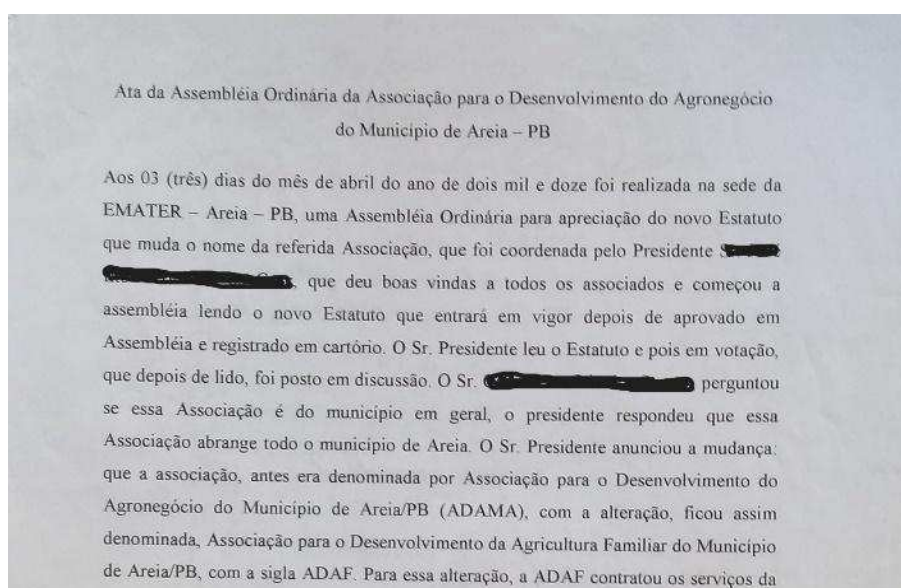 Ata da Assembléia Ordinária da Associação para o Desenvolvimento do Agronegócio
do Município de Areia – PB
Aos 03 (três) dias do mês de abril do ano de dois mil e doze foi realizada na sede da
EMATER – Areia – PB, uma Assembléia Ordinária para apreciação do novo Estatuto
que muda o nome da referida Associação, que foi coordenada pelo Presidente
, que deu boas vindas a todos os associados e começou a
assembléia lendo o novo Estatuto que entrará em vigor depois de aprovado em
Assembléia e registrado em cartório. O Sr. Presidente leu o Estatuto e pois em votação,
que depois de lido, foi posto em discussão. O Sr. perguntou
se essa Associação é do município em geral, o presidente respondeu que essa
Associação abrange todo o município de Areia. O Sr. Presidente anunciou a mudança:
que a associação, antes era denominada por Associação para o Desenvolvimento do
Agronegócio do Município de Areia/PB (ADAMA), com a alteração, ficou assim
denominada, Associação para o Desenvolvimento da Agricultura Familiar do Município
de Areia/PB, com a sigla ADAF. Para essa alteração, a ADAF contratou os serviços da